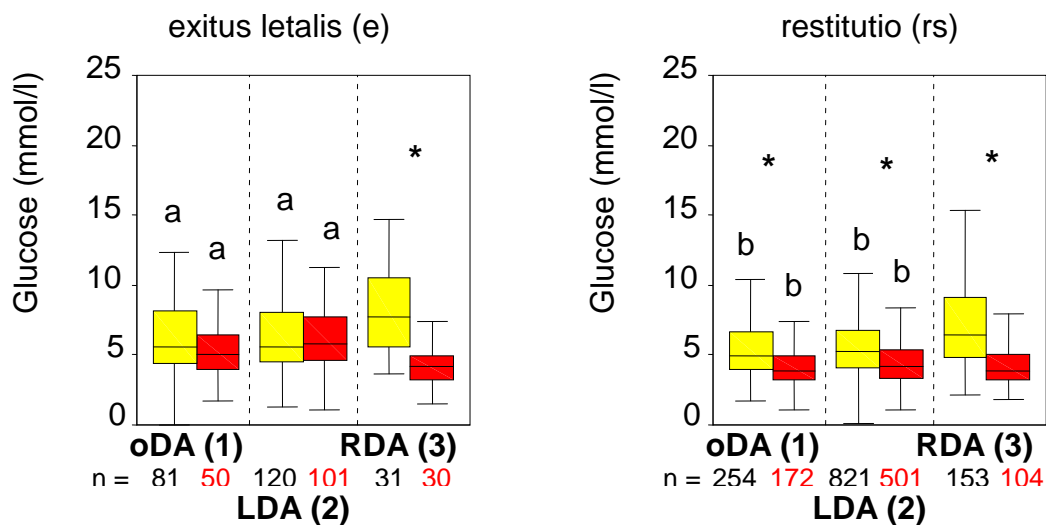 exitus letalis (e)
Glucose (mmol/l)
25
20
15
10
5
0
a
a
a
a
*
oDA (1)
RDA (3)
n = 81 50 120 101 31 30
LDA (2)
restitutio (rs)
Glucose (mmol/l)
25
20
15
10
5
0
*
*
*
b
b
b
b
oDA (1)
RDA (3)
n = 254 172 821 501 153 104
LDA (2)